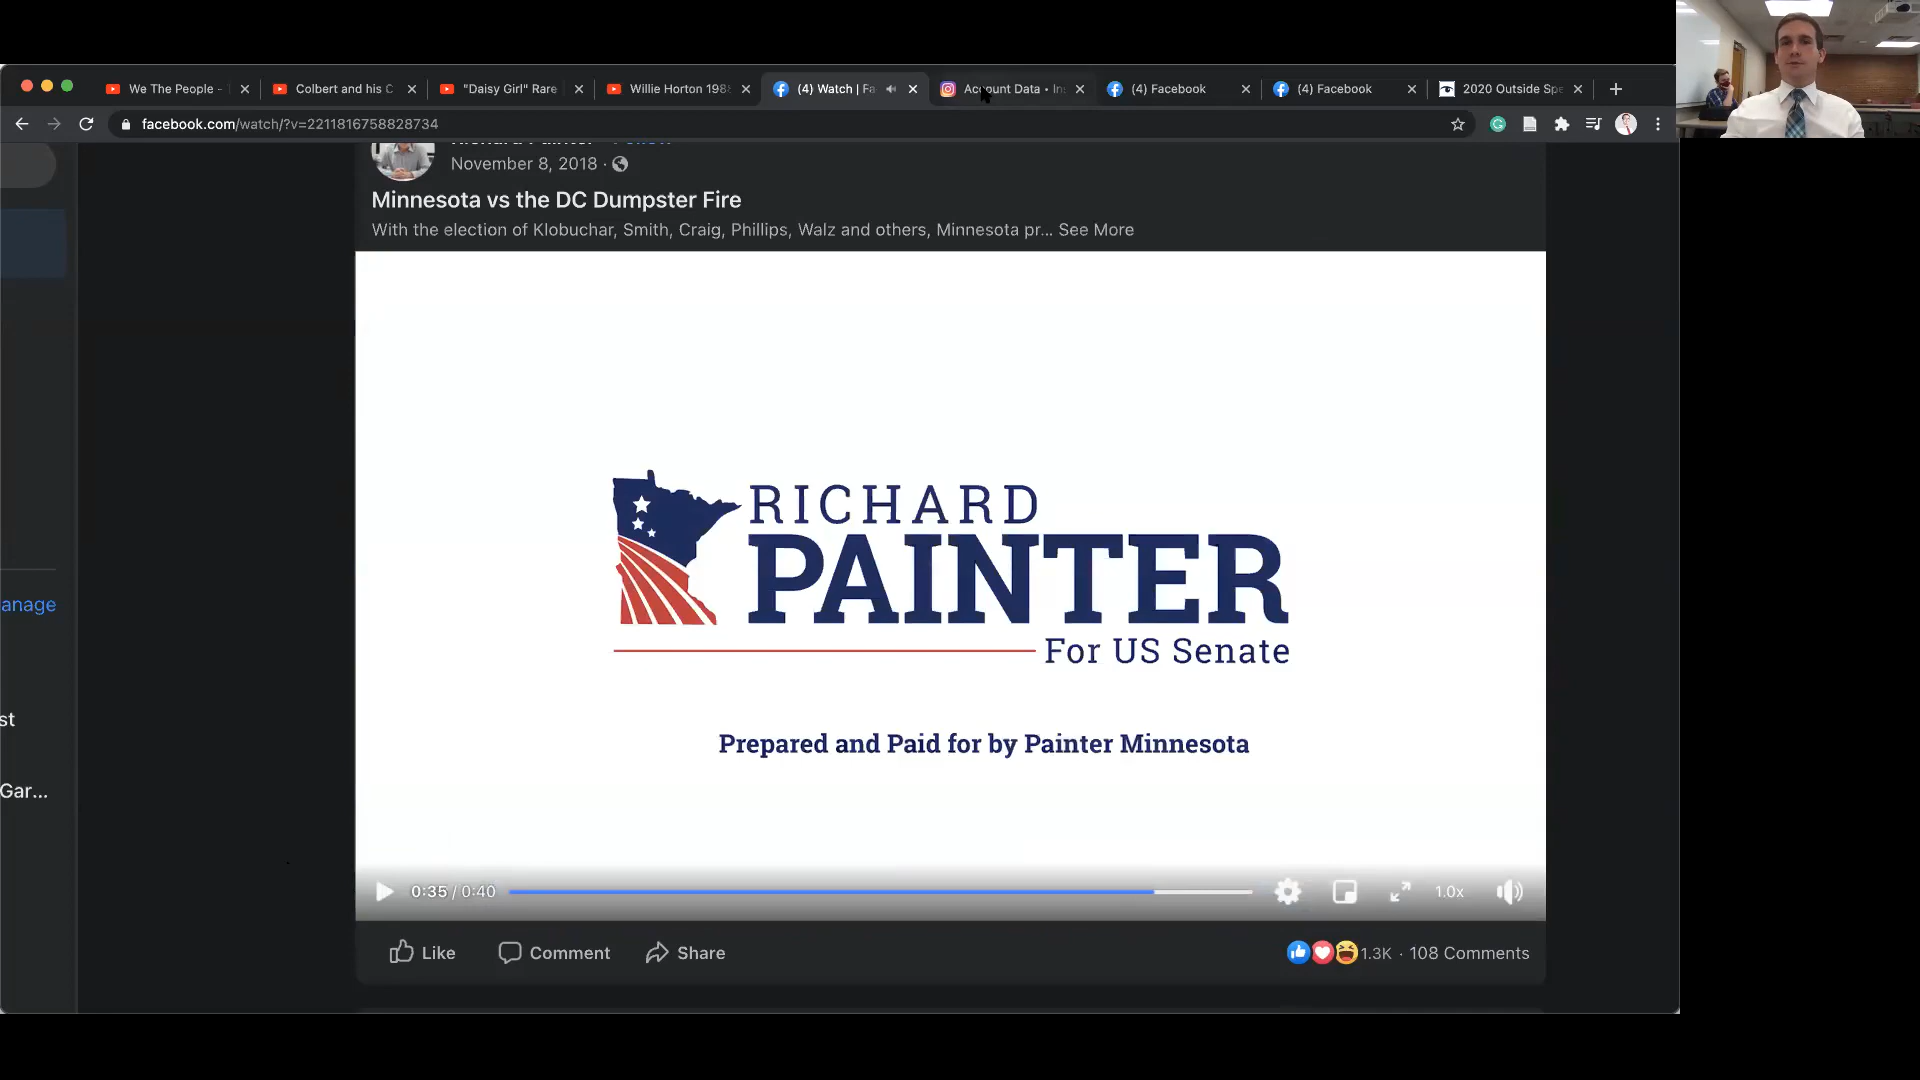 We The People -
Colbert and his C
"Daisy Girl" Rare
Willie Horton 198
(4) Watch | Fa
Account Data • Ins
(4) Facebook
(4) Facebook
2020 Outside Spe
facebook.com/watch/?v=2211816758828734
November 8, 2018 ·
Minnesota vs the DC Dumpster Fire
With the election of Klobuchar, Smith, Craig, Phillips, Walz and others, Minnesota pr... See More
anage
st
Gar...
RICHARD
PAINTER
For US Senate
Prepared and Paid for by Painter Minnesota
0:35 / 0:40
1.0x
Like
Comment
Share
1.3K · 108 Comments